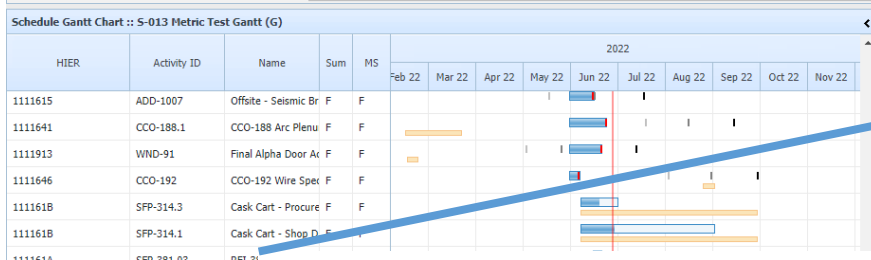 Schedule Gantt Chart :: S-013 Metric Test Gantt (G)
2022
HIER Activity ID Name Sum MS
Feb 22 Mar 22 Apr 22 May 22 Jun 22 Jul 22 Aug 22 Sep 22 Oct 22 Nov 22
1111615 ADD-1007 Offsite - Seismic Br F F
1111641 CCO-188.1 CCO-188 Arc Plenu F F
1111913 WND-91 Final Alpha Door Ac F F
1111646 CCO-192 CCO-192 Wire Spec F F
111161B SFP-314.3 Cask Cart - Procure F F
111161B SFP-314.1 Cask Cart - Shop D F F
111161A